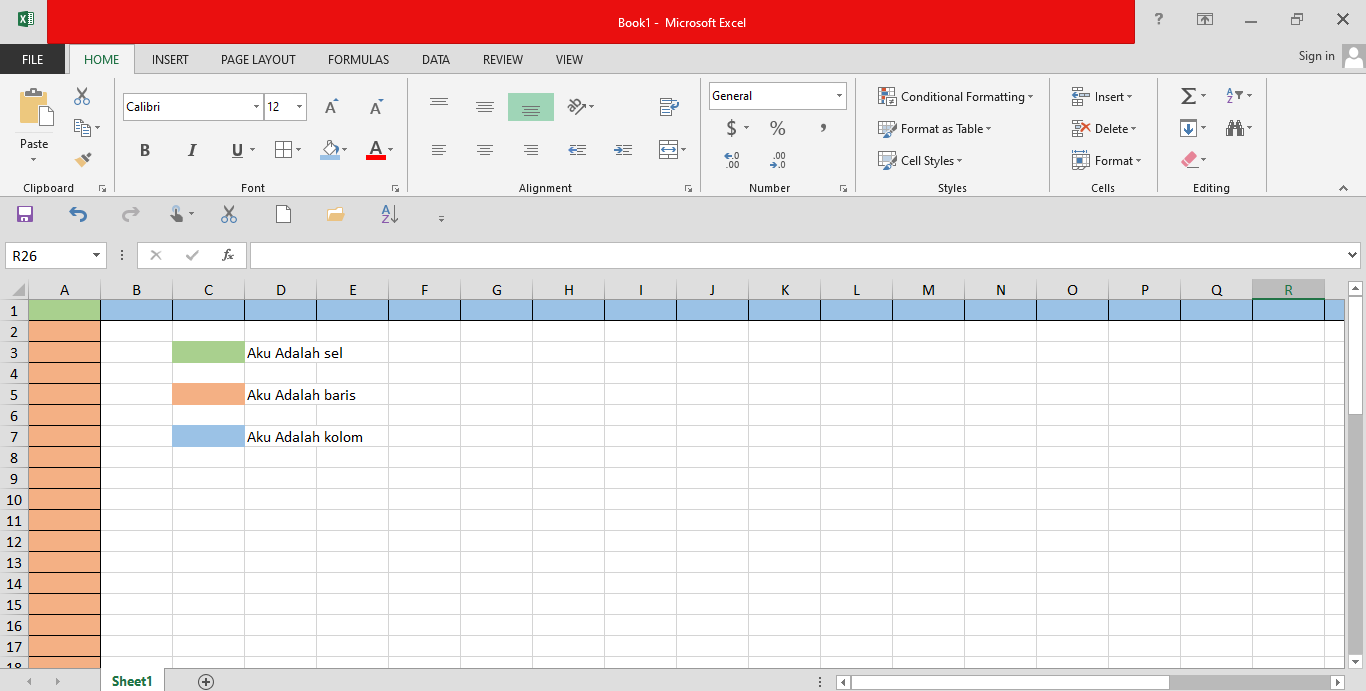 Book1 - Microsoft Excel
?
FILE HOME INSERT PAGE LAYOUT FORMULAS DATA REVIEW VIEW Sign in
Calibri 12 A A General Conditional Formatting Insert Σ A Z
$ % , Format as Table Delete
Paste B I U A ←.0 .00 .00 →.0 Cell Styles Format
Clipboard Font Alignment Number Styles Cells Editing
A Z
R26 fx
A B C D E F G H I J K L M N O P Q R
1
2
3 Aku Adalah sel
4
5 Aku Adalah baris
6
7 Aku Adalah kolom
8
9
10
11
12
13
14
15
16
17
18
Sheet1